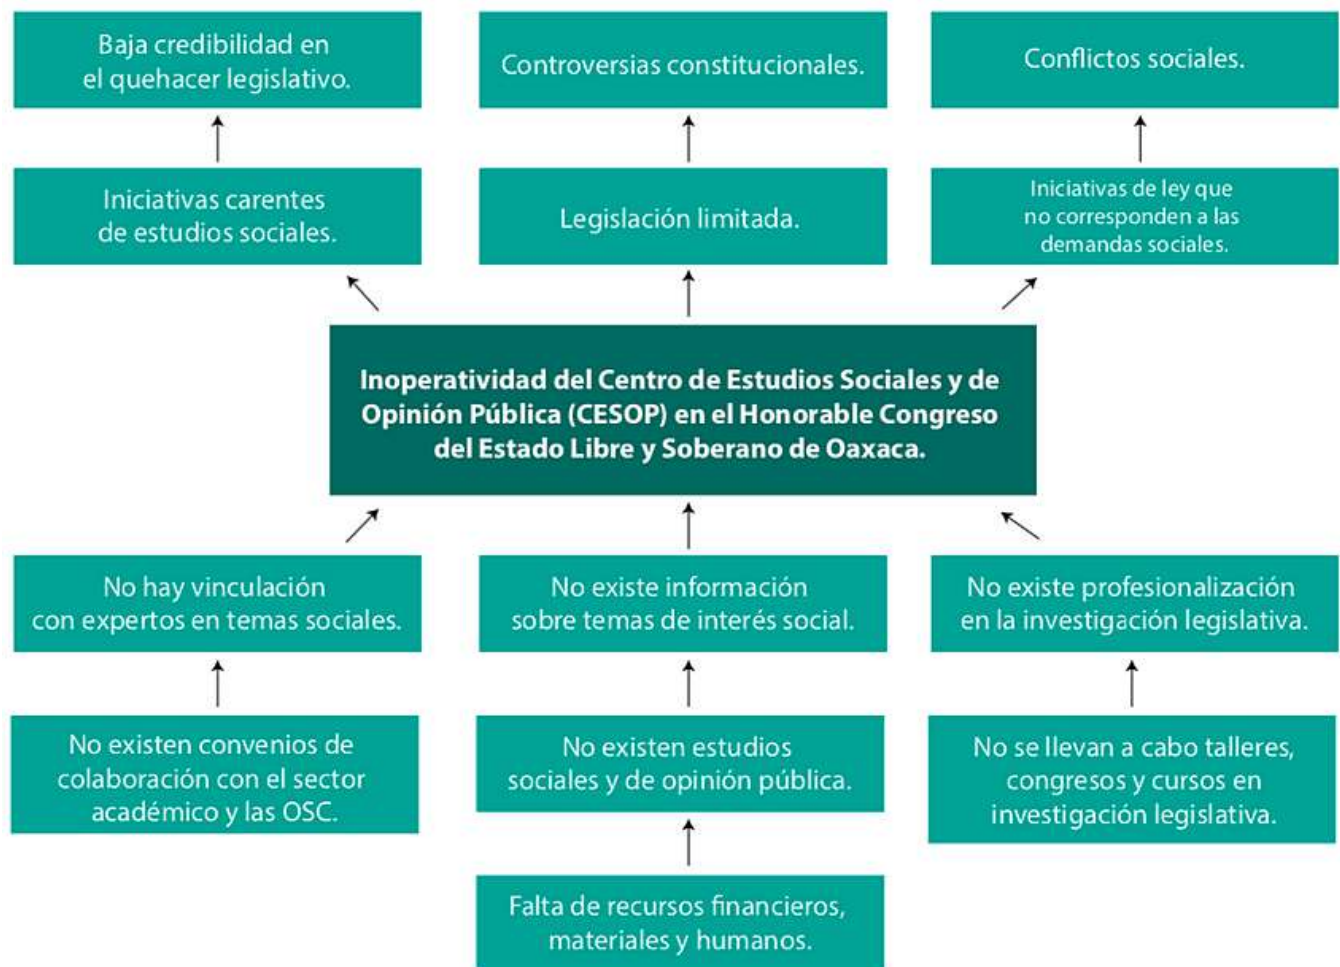 Baja credibilidad en
el quehacer legislativo.
Controversias constitucionales.
Conflictos sociales.
Iniciativas carentes
de estudios sociales.
Legislación limitada.
Iniciativas de ley que
no corresponden a las
demandas sociales.
Inoperatividad del Centro de Estudios Sociales y de
Opinión Pública (CESOP) en el Honorable Congreso
del Estado Libre y Soberano de Oaxaca.
No hay vinculación
con expertos en temas sociales.
No existe información
sobre temas de interés social.
No existe profesionalización
en la investigación legislativa.
No existen convenios de
colaboración con el sector
académico y las OSC.
No existen estudios
sociales y de opinión pública.
No se llevan a cabo talleres,
congresos y cursos en
investigación legislativa.
Falta de recursos financieros,
materiales y humanos.